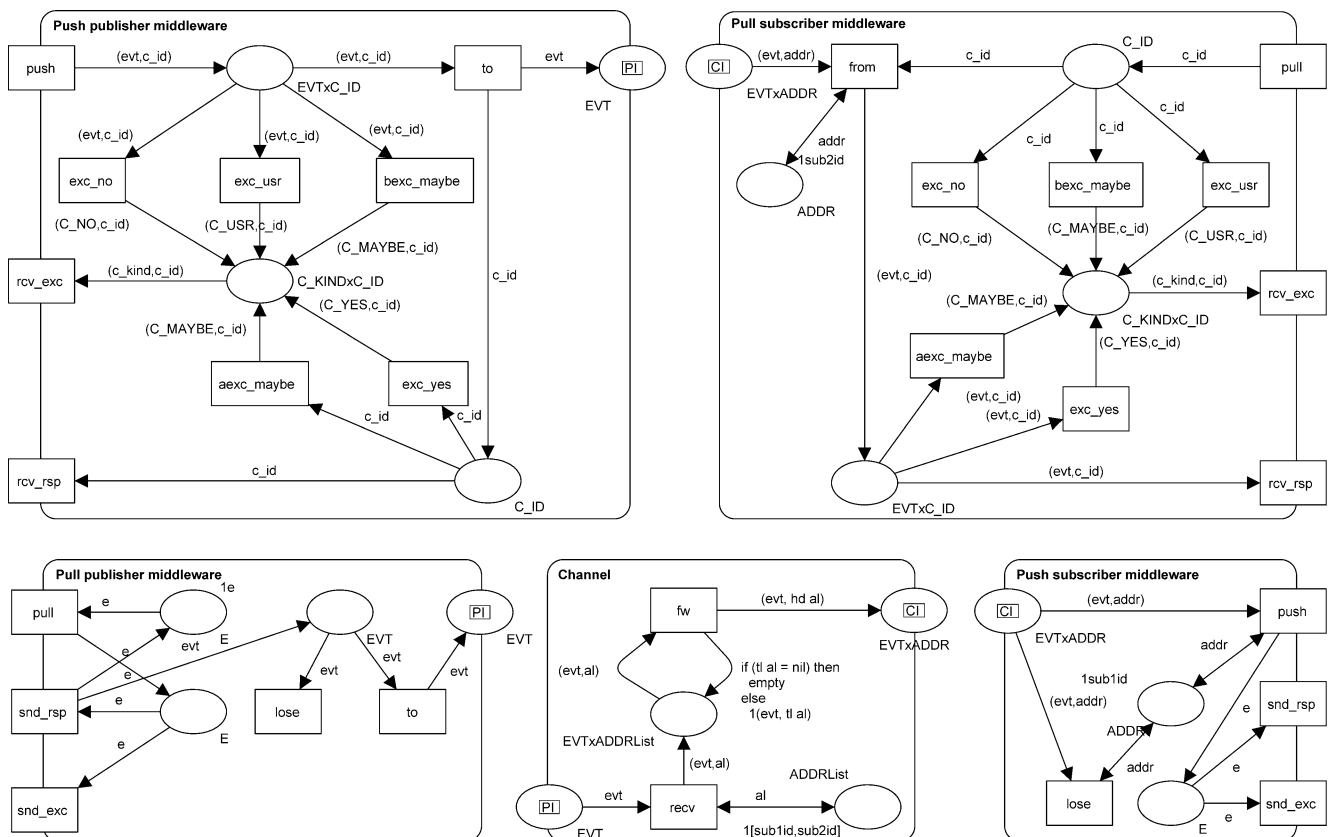 Push publisher middleware
push
(evt,c_id)
EVTxC_ID
(evt,c_id)
to
evt
PI
EVT
(evt,c_id)
(evt,c_id)
(evt,c_id)
exc_no
exc_usr
bexc_maybe
(C_NO,c_id)
(C_USR,c_id)
(C_MAYBE,c_id)
c_id
rcv_exc
(c_kind,c_id)
C_KINDxC_ID
(C_YES,c_id)
(C_MAYBE,c_id)
aexc_maybe
exc_yes
c_id
c_id
rcv_rsp
c_id
C_ID
Pull subscriber middleware
CI
(evt,addr)
EVTxADDR
from
c_id
C_ID
c_id
pull
addr
1sub2id
ADDR
c_id
c_id
c_id
exc_no
bexc_maybe
exc_usr
(C_NO,c_id)
(C_MAYBE,c_id)
(C_USR,c_id)
(evt,c_id)
(C_MAYBE,c_id)
(c_kind,c_id)
rcv_exc
C_KINDxC_ID
(C_YES,c_id)
aexc_maybe
(evt,c_id)
(evt,c_id)
exc_yes
(evt,c_id)
rcv_rsp
EVTxC_ID
Pull publisher middleware
pull
e
1e
E
evt
EVT
PI
EVT
e
e
evt
evt
evt
snd_rsp
e
E
lose
to
e
snd_exc
Channel
fw
(evt, hd al)
CI
EVTxADDR
(evt,al)
if (tl al = nil) then
empty
else
1(evt, tl al)
EVTxADDRList
(evt,al)
ADDRList
PI
evt
recv
al
EVT
1[sub1id,sub2id]
Push subscriber middleware
CI
(evt,addr)
push
EVTxADDR
addr
1sub1id
(evt,addr)
ADDR
e
snd_rsp
addr
e
lose
E
e
snd_exc